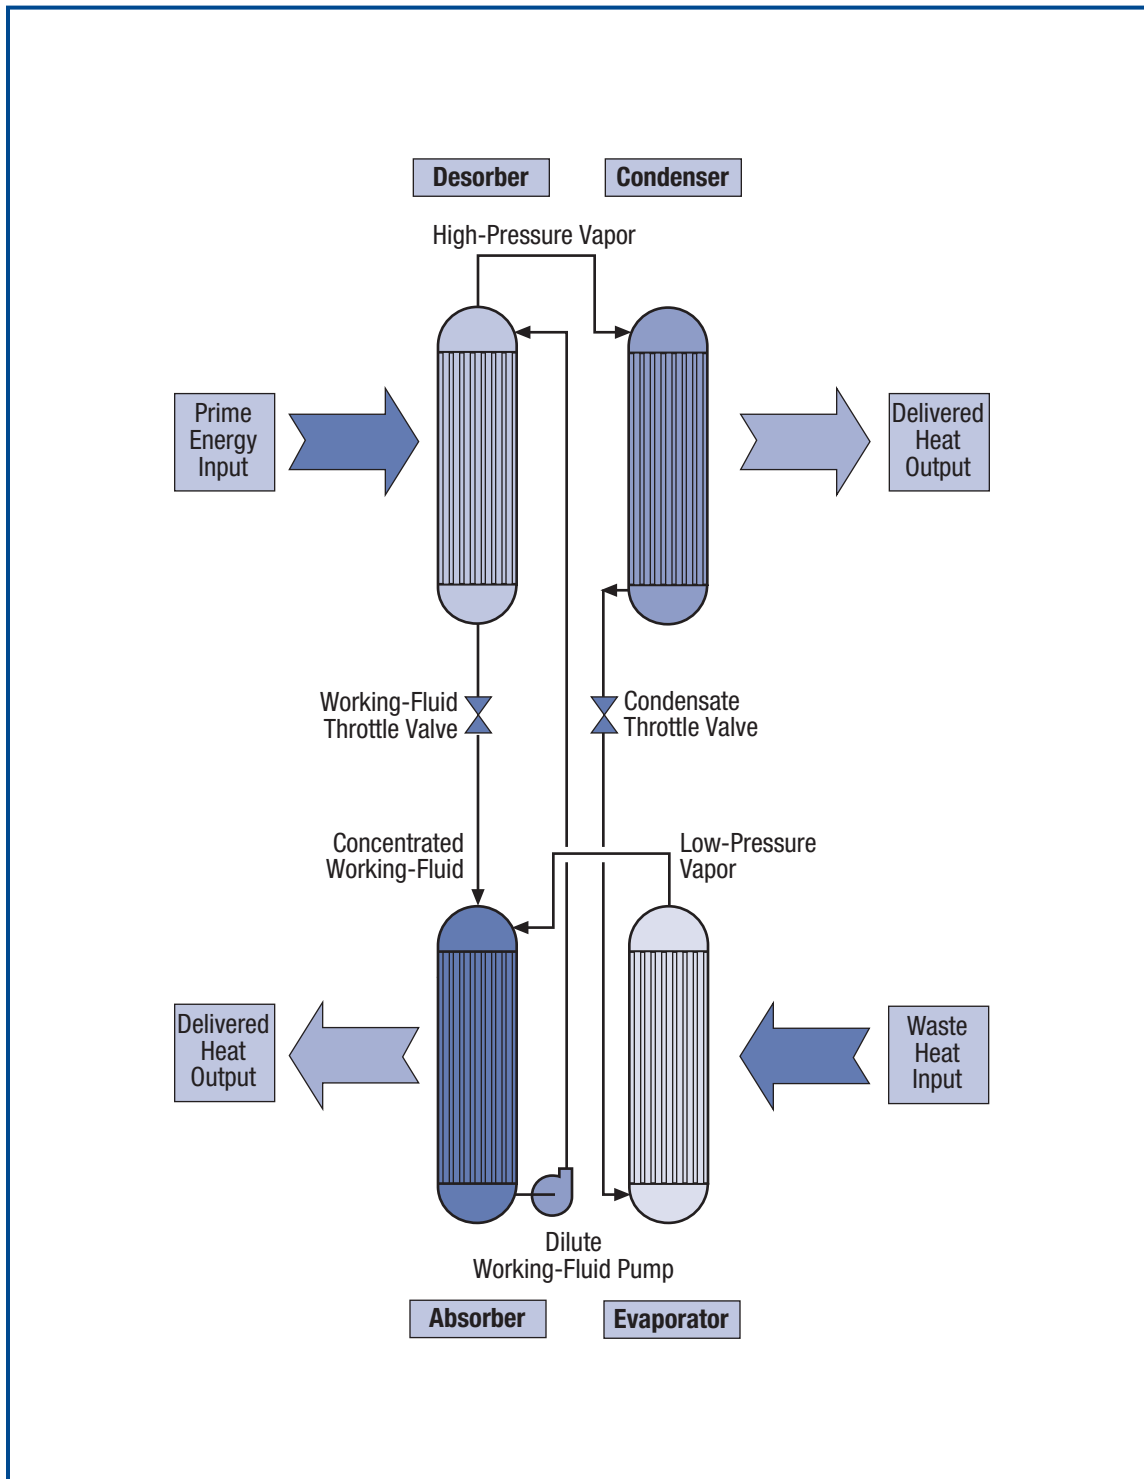 Desorber
Condenser
High-Pressure Vapor
Prime
Energy
Input
Delivered
Heat
Output
Working-Fluid
Throttle Valve
Condensate
Throttle Valve
Concentrated
Working-Fluid
Low-Pressure
Vapor
Delivered
Heat
Output
Waste
Heat
Input
Dilute
Working-Fluid Pump
Absorber
Evaporator